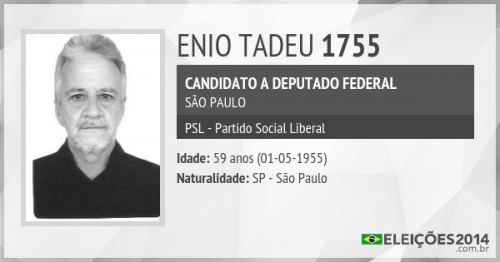 ENIO TADEU 1755
CANDIDATO A DEPUTADO FEDERAL
SÃO PAULO
PSL - Partido Social Liberal
Idade: 59 anos (01-05-1955)
Naturalidade: SP - São Paulo
ELEIÇÕES2014
.com.br